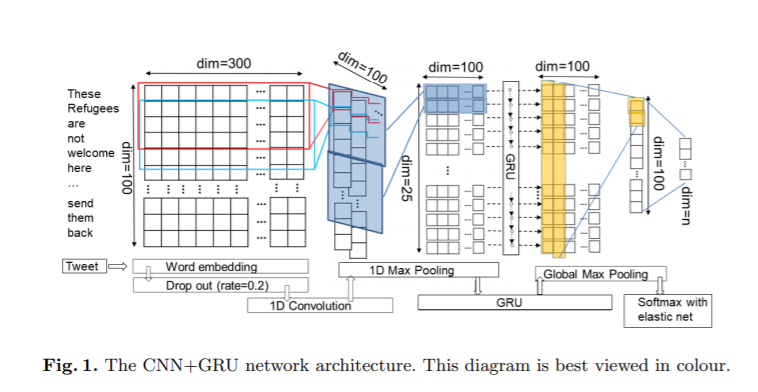 dim=300
dim=100
dim=100
dim=100
These
Refugees
are
not
welcome
here
...
send
them
back
dim=100
dim=25
GRU
dim=100
dim=n
Tweet
Word embedding
Drop out (rate=0.2)
1D Convolution
1D Max Pooling
GRU
Global Max Pooling
Softmax with
elastic net
Fig. 1. The CNN+GRU network architecture. This diagram is best viewed in colour.